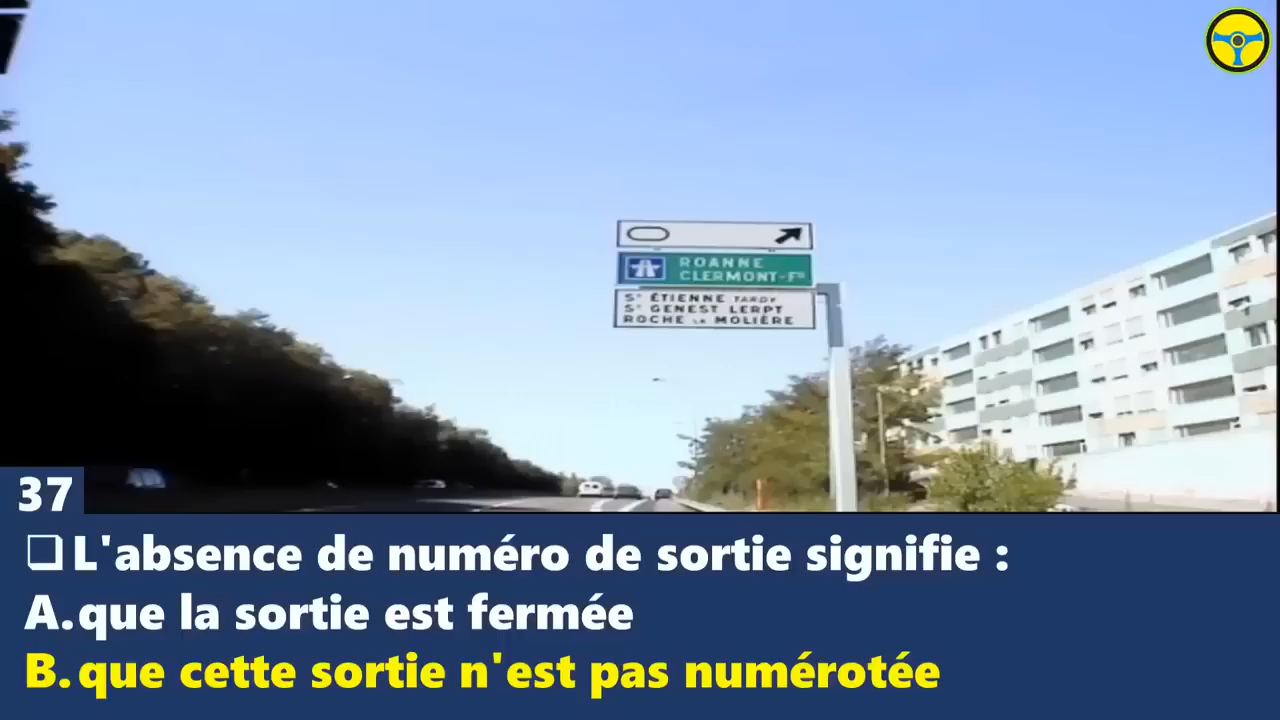 ROANNE
CLERMONT-Fᴰ
Sᵗ ÉTIENNE TARDY
Sᵗ GENEST LERPT
ROCHE LA MOLIÈRE
37
❑ L'absence de numéro de sortie signifie :
A. que la sortie est fermée
B. que cette sortie n'est pas numérotée